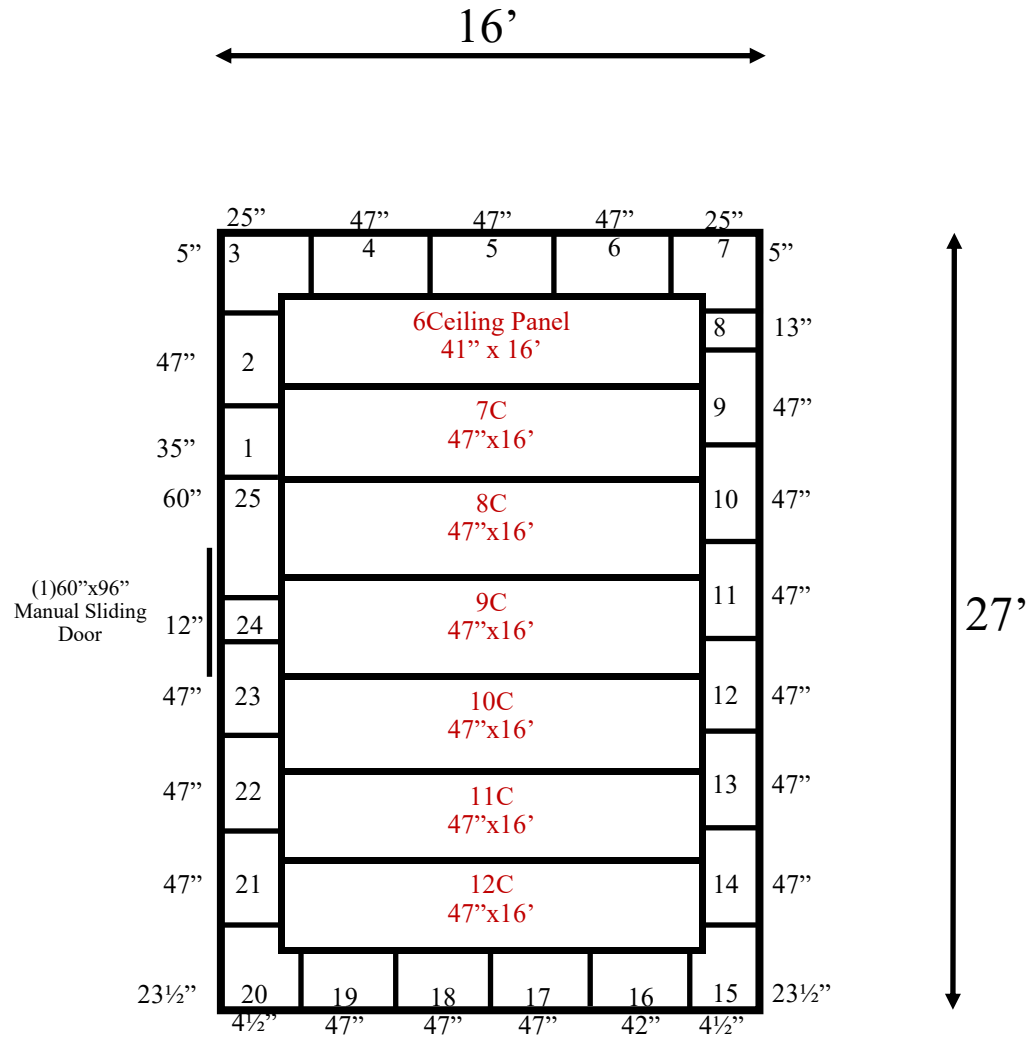 16’
25” 47” 47” 47” 25”
5” 3 4 5 6 7 5”
6Ceiling Panel
41” x 16’
8 13”
47” 2
7C
47”x16’
9 47”
35” 1
60” 25
8C
47”x16’
10 47”
(1)60”x96”
Manual Sliding
Door
12” 24
9C
47”x16’
11 47”
27’
47” 23
10C
47”x16’
12 47”
47” 22
11C
47”x16’
13 47”
47” 21
12C
47”x16’
14 47”
23½” 20 19 18 17 16 15 23½”
4½” 47” 47” 47” 42” 4½”